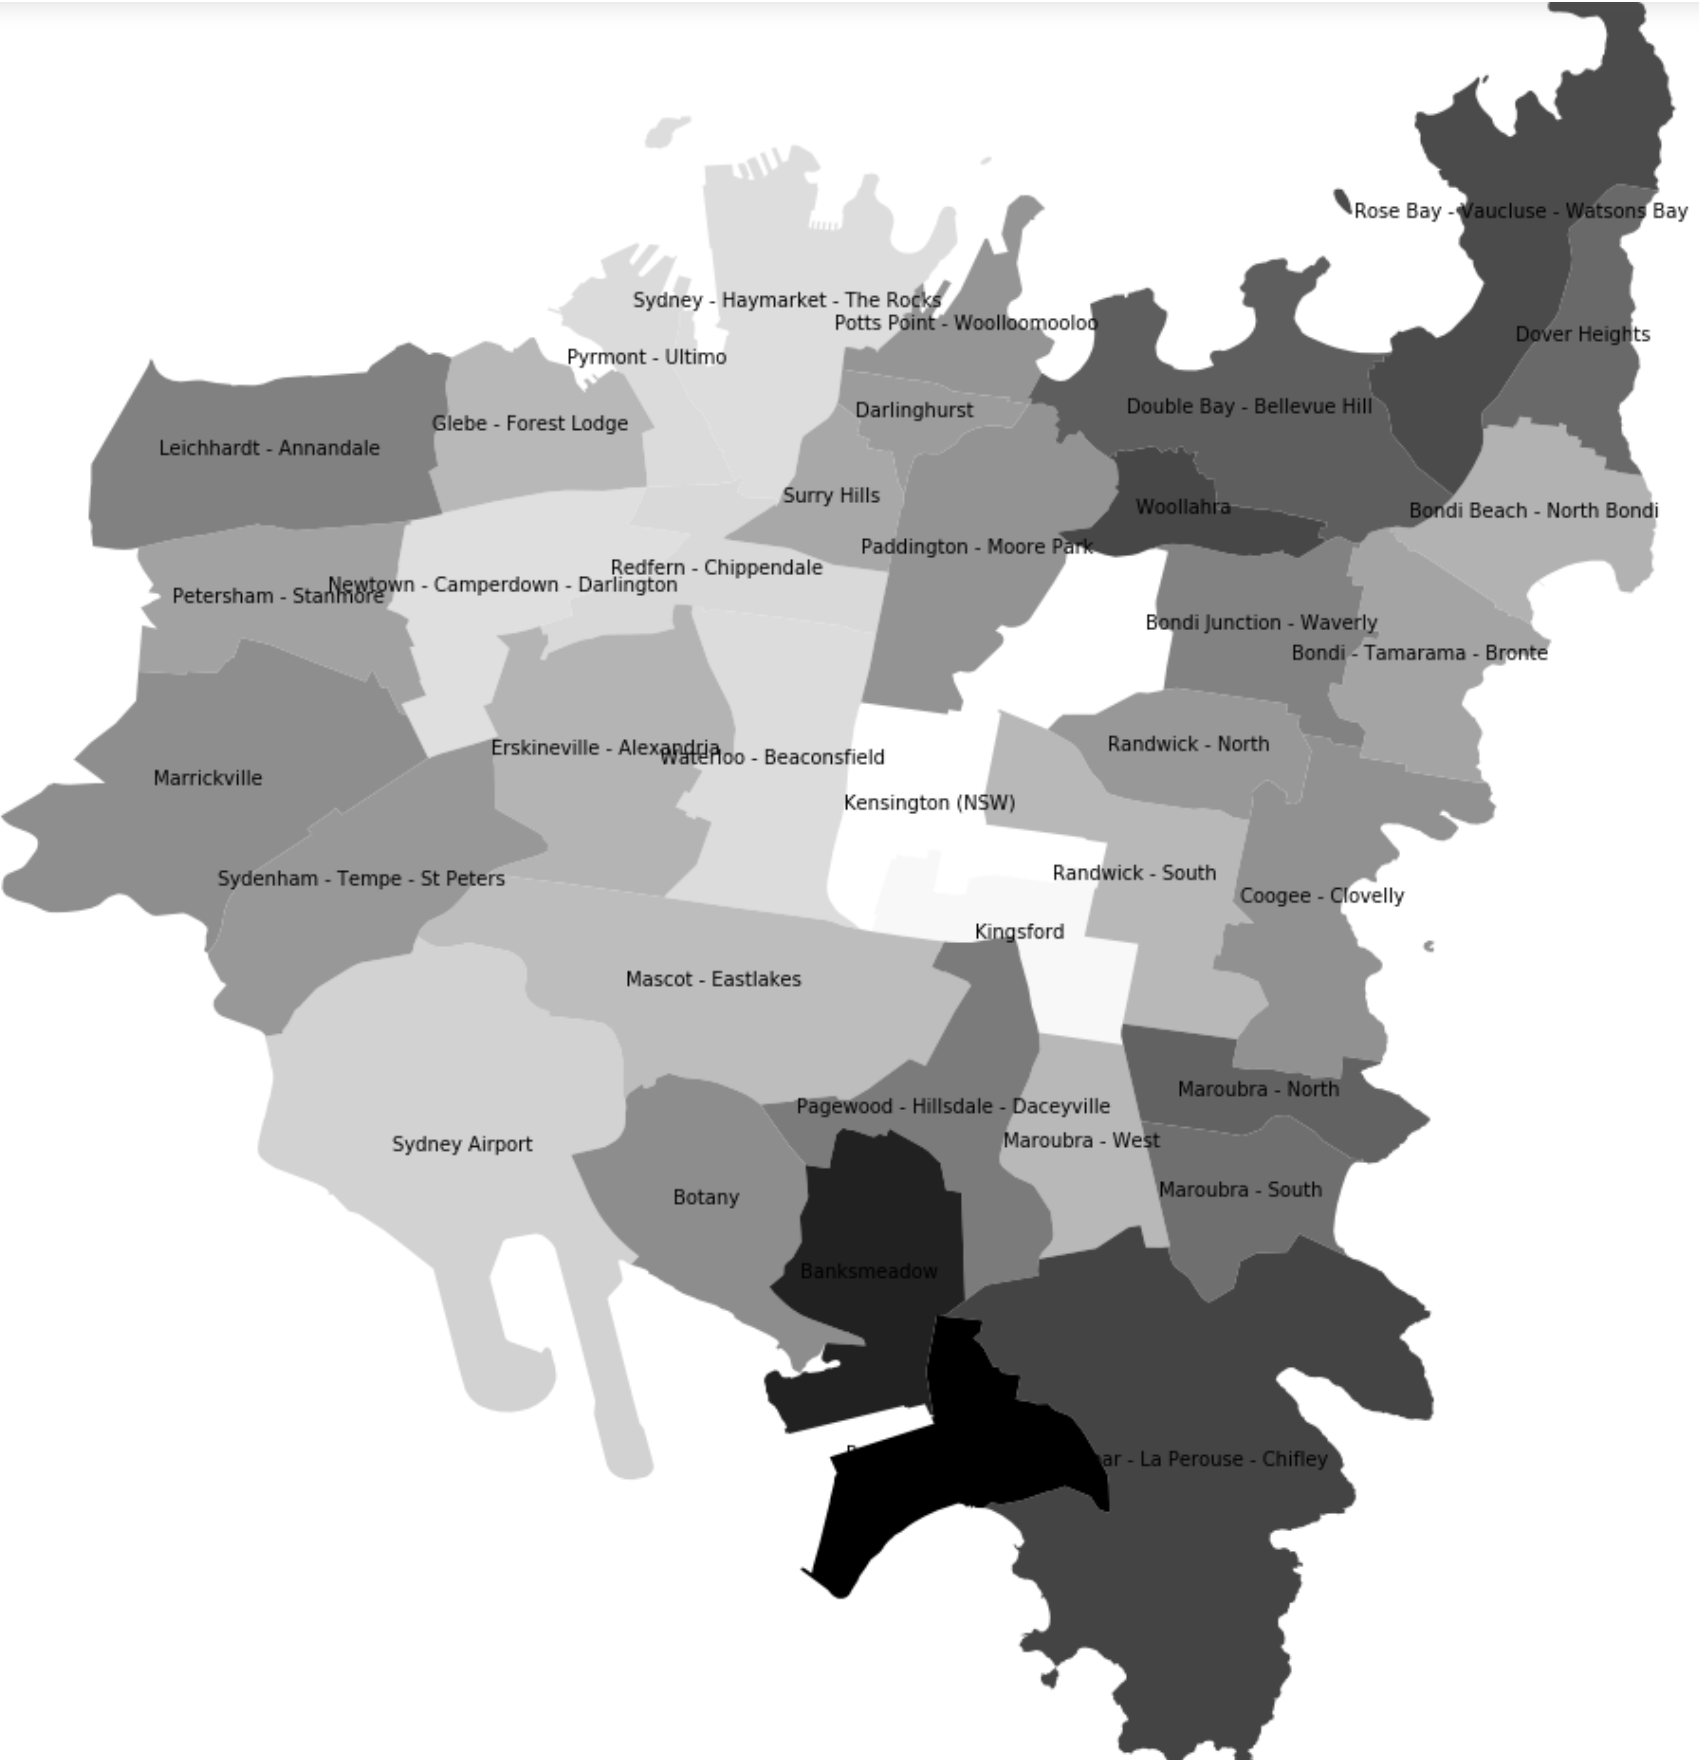 Rose Bay - Vaucluse - Watsons Bay
Sydney - Haymarket - The Rocks
Potts Point - Woolloomooloo
Dover Heights
Pyrmont - Ultimo
Double Bay - Bellevue Hill
Darlinghurst
Glebe - Forest Lodge
Leichhardt - Annandale
Surry Hills
Woollahra
Bondi Beach - North Bondi
Paddington - Moore Park
Redfern - Chippendale
Newtown - Camperdown - Darlington
Petersham - Stanmore
Bondi Junction - Waverly
Bondi - Tamarama - Bronte
Randwick - North
Erskineville - Alexandria
Waterloo - Beaconsfield
Marrickville
Kensington (NSW)
Randwick - South
Sydenham - Tempe - St Peters
Coogee - Clovelly
Kingsford
Mascot - Eastlakes
Maroubra - North
Pagewood - Hillsdale - Daceyville
Maroubra - West
Sydney Airport
Maroubra - South
Botany
Banksmeadow
- La Perouse - Chifley